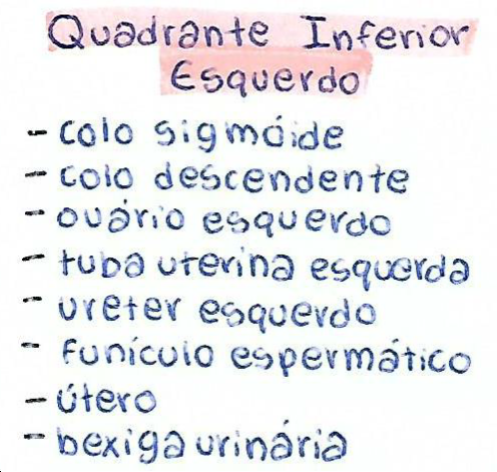 Quadrante Inferior
Esquerdo
- colo sigmóide
- colo descendente
- ovário esquerdo
- tuba uterina esquerda
- ureter esquerdo
- funículo espermático
- útero
- bexiga urinária